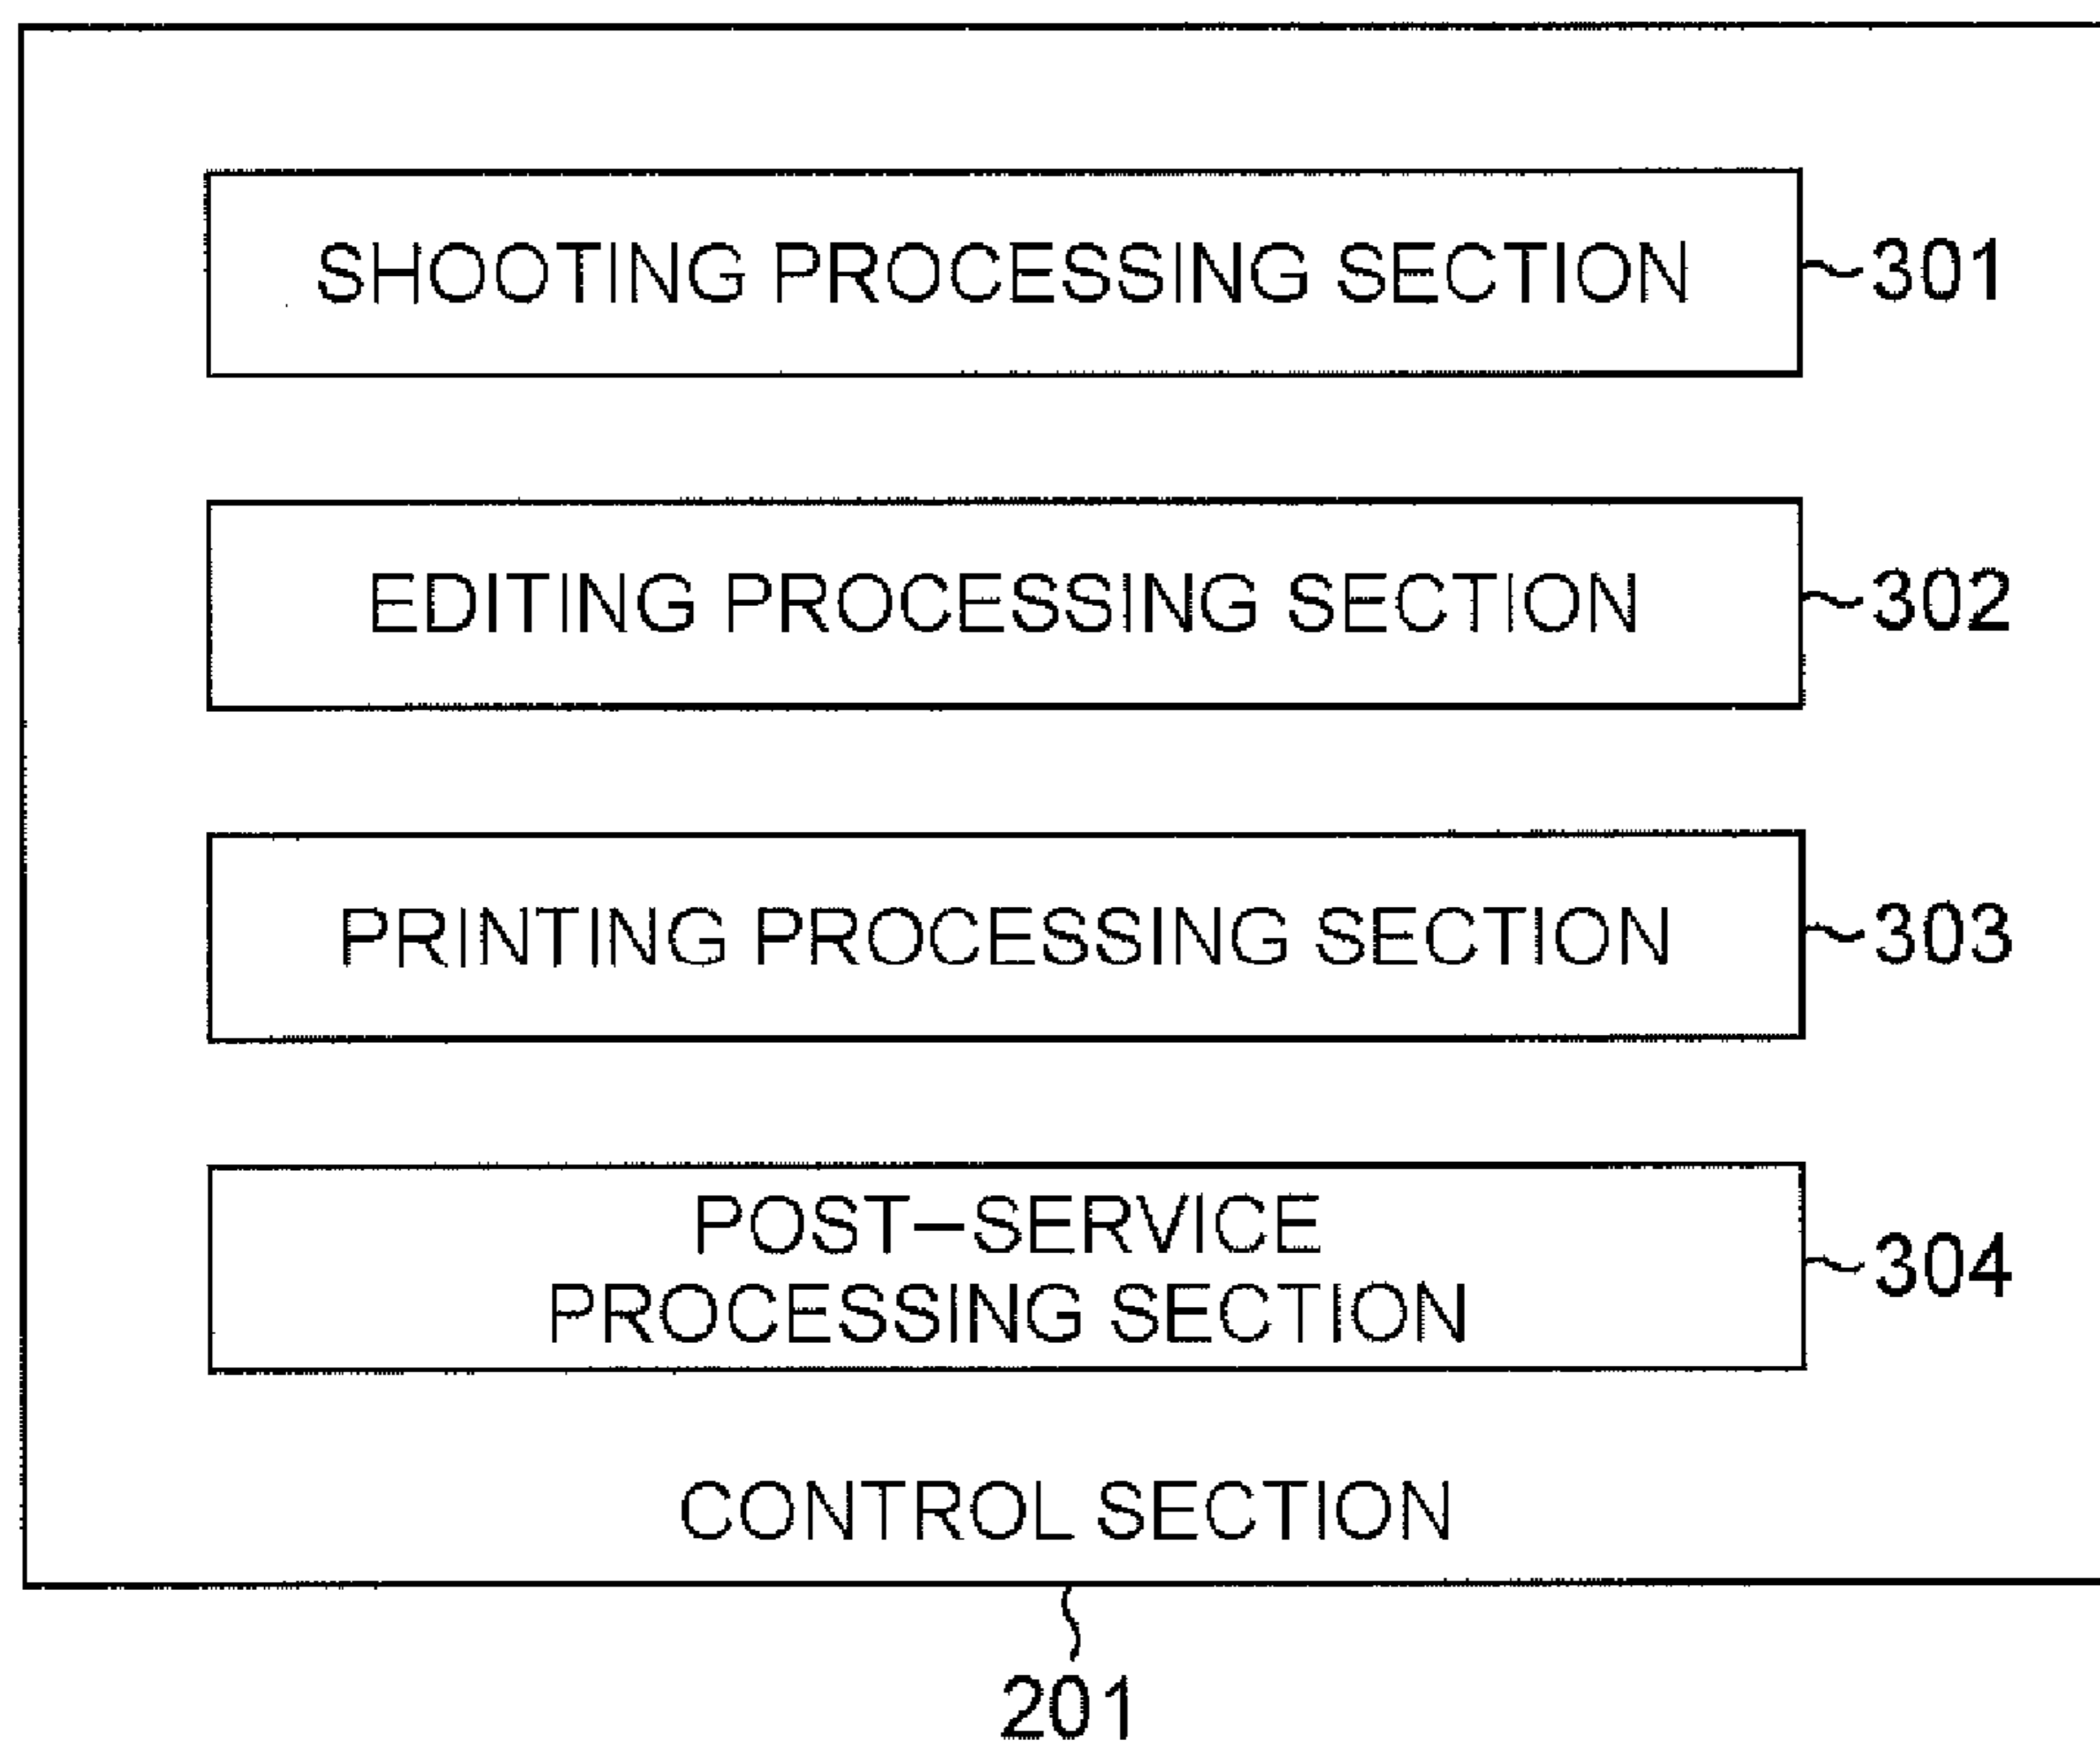 SHOOTING PROCESSING SECTION 301
EDITING PROCESSING SECTION 302
PRINTING PROCESSING SECTION 303
POST-SERVICE
PROCESSING SECTION 304
CONTROL SECTION
201